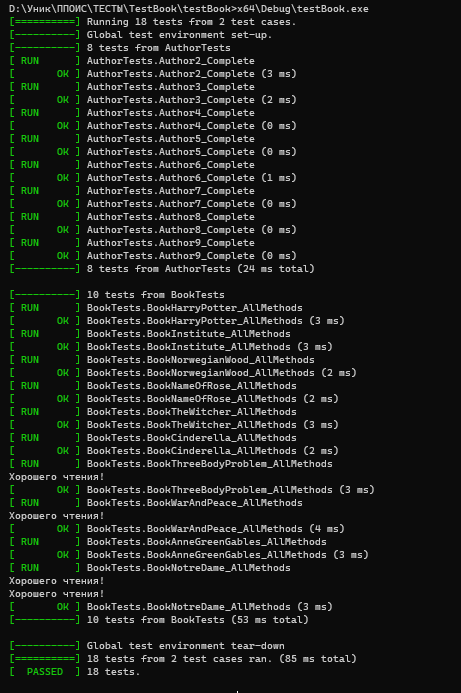 D:\Уник\ППОИС\ТЕСТЫ\TestBook\testBook>x64\Debug\testBook.exe
[==========] Running 18 tests from 2 test cases.
[----------] Global test environment set-up.
[----------] 8 tests from AuthorTests
[ RUN      ] AuthorTests.Author2_Complete
[       OK ] AuthorTests.Author2_Complete (3 ms)
[ RUN      ] AuthorTests.Author3_Complete
[       OK ] AuthorTests.Author3_Complete (2 ms)
[ RUN      ] AuthorTests.Author4_Complete
[       OK ] AuthorTests.Author4_Complete (0 ms)
[ RUN      ] AuthorTests.Author5_Complete
[       OK ] AuthorTests.Author5_Complete (0 ms)
[ RUN      ] AuthorTests.Author6_Complete
[       OK ] AuthorTests.Author6_Complete (1 ms)
[ RUN      ] AuthorTests.Author7_Complete
[       OK ] AuthorTests.Author7_Complete (0 ms)
[ RUN      ] AuthorTests.Author8_Complete
[       OK ] AuthorTests.Author8_Complete (0 ms)
[ RUN      ] AuthorTests.Author9_Complete
[       OK ] AuthorTests.Author9_Complete (0 ms)
[----------] 8 tests from AuthorTests (24 ms total)

[----------] 10 tests from BookTests
[ RUN      ] BookTests.BookHarryPotter_AllMethods
[       OK ] BookTests.BookHarryPotter_AllMethods (3 ms)
[ RUN      ] BookTests.BookInstitute_AllMethods
[       OK ] BookTests.BookInstitute_AllMethods (3 ms)
[ RUN      ] BookTests.BookNorwegianWood_AllMethods
[       OK ] BookTests.BookNorwegianWood_AllMethods (2 ms)
[ RUN      ] BookTests.BookNameOfRose_AllMethods
[       OK ] BookTests.BookNameOfRose_AllMethods (2 ms)
[ RUN      ] BookTests.BookTheWitcher_AllMethods
[       OK ] BookTests.BookTheWitcher_AllMethods (3 ms)
[ RUN      ] BookTests.BookCinderella_AllMethods
[       OK ] BookTests.BookCinderella_AllMethods (2 ms)
[ RUN      ] BookTests.BookThreeBodyProblem_AllMethods
Хорошего чтения!
[       OK ] BookTests.BookThreeBodyProblem_AllMethods (3 ms)
[ RUN      ] BookTests.BookWarAndPeace_AllMethods
Хорошего чтения!
[       OK ] BookTests.BookWarAndPeace_AllMethods (4 ms)
[ RUN      ] BookTests.BookAnneGreenGables_AllMethods
[       OK ] BookTests.BookAnneGreenGables_AllMethods (3 ms)
[ RUN      ] BookTests.BookNotreDame_AllMethods
Хорошего чтения!
Хорошего чтения!
[       OK ] BookTests.BookNotreDame_AllMethods (3 ms)
[----------] 10 tests from BookTests (53 ms total)

[----------] Global test environment tear-down
[==========] 18 tests from 2 test cases ran. (85 ms total)
[  PASSED  ] 18 tests.